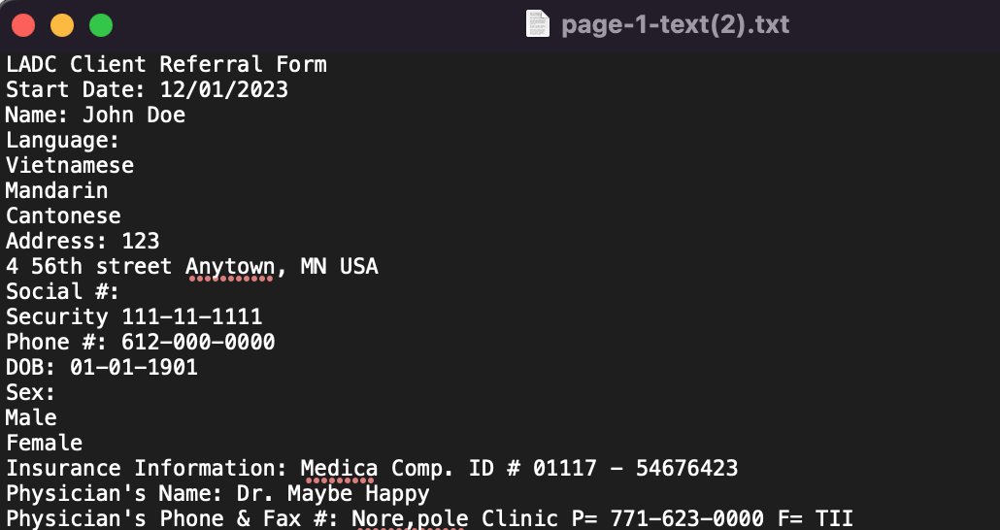 page-1-text(2).txt
LADC Client Referral Form
Start Date: 12/01/2023
Name: John Doe
Language:
Vietnamese
Mandarin
Cantonese
Address: 123
4 56th street Anytown, MN USA
Social #:
Security 111-11-1111
Phone #: 612-000-0000
DOB: 01-01-1901
Sex:
Male
Female
Insurance Information: Medica Comp. ID # 01117 - 54676423
Physician's Name: Dr. Maybe Happy
Physician's Phone & Fax #: Nore,pole Clinic P= 771-623-0000 F= TII